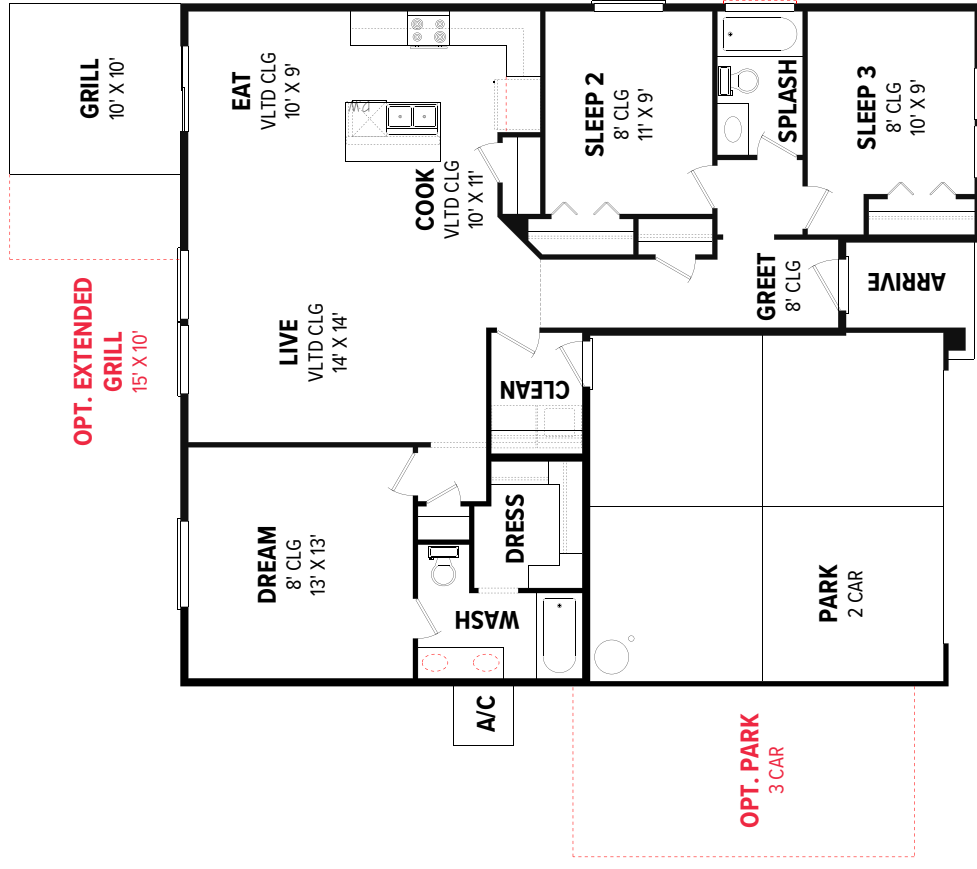 GRILL
10' X 10'
EAT
VLTD CLG
10' X 9'
DW
COOK
VLTD CLG
10' X 11'
SLEEP 2
8' CLG
11' X 9'
SPLASH
SLEEP 3
8' CLG
10' X 9'
OPT. EXTENDED
GRILL
15' X 10'
LIVE
VLTD CLG
14' X 14'
GREET
8' CLG
ARRIVE
CLEAN
DREAM
8' CLG
13' X 13'
DRESS
WASH
PARK
2 CAR
A/C
OPT. PARK
3 CAR